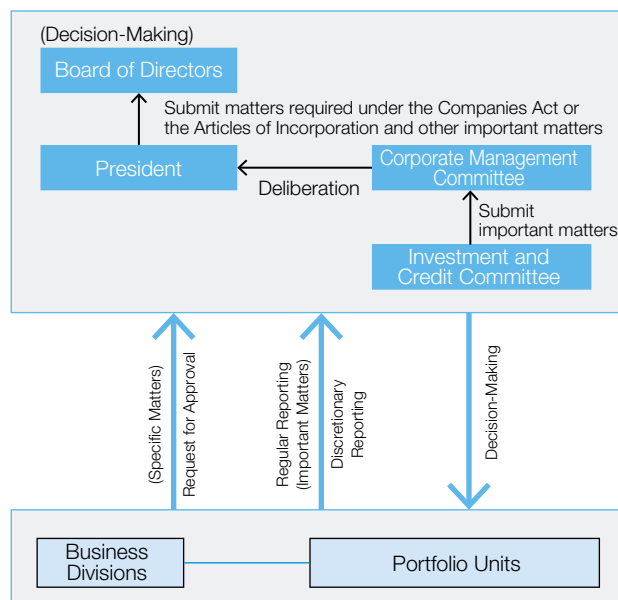 (Decision-Making)
Board of Directors
Submit matters required under the Companies Act or
the Articles of Incorporation and other important matters
President
Deliberation
Corporate Management
Committee
Submit
important matters
Investment and
Credit Committee
(Specific Matters)
Request for Approval
Regular Reporting
(Important Matters)
Discretionary
Reporting
Decision-Making
Business
Divisions
Portfolio Units